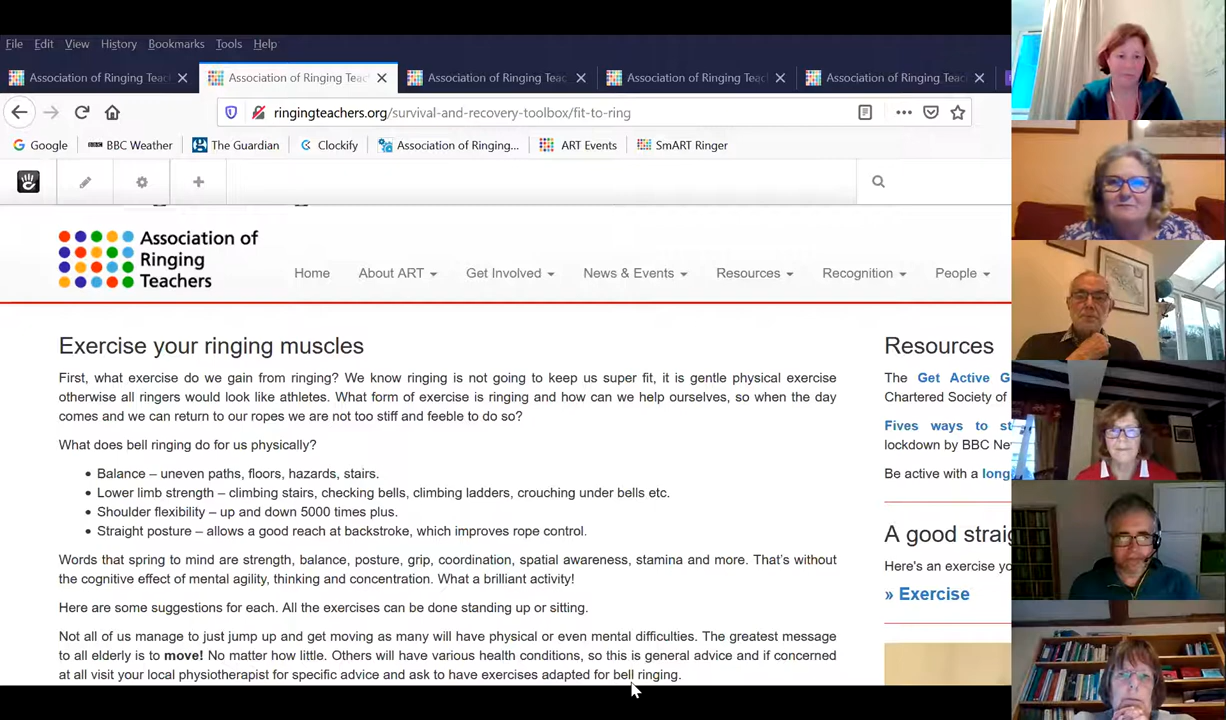 File Edit View History Bookmarks Tools Help
Association of Ringing Teac Association of Ringing Teac Association of Ringing Teac Association of Ringing Teac Association of Ringing Teac
ringingteachers.org/survival-and-recovery-toolbox/fit-to-ring
Google BBC Weather The Guardian Clockify Association of Ringing... ART Events SmART Ringer
Association of
Ringing
Teachers
Home About ART Get Involved News & Events Resources Recognition People
Exercise your ringing muscles
First, what exercise do we gain from ringing? We know ringing is not going to keep us super fit, it is gentle physical exercise
otherwise all ringers would look like athletes. What form of exercise is ringing and how can we help ourselves, so when the day
comes and we can return to our ropes we are not too stiff and feeble to do so?
What does bell ringing do for us physically?
• Balance – uneven paths, floors, hazards, stairs.
• Lower limb strength – climbing stairs, checking bells, climbing ladders, crouching under bells etc.
• Shoulder flexibility – up and down 5000 times plus.
• Straight posture – allows a good reach at backstroke, which improves rope control.
Words that spring to mind are strength, balance, posture, grip, coordination, spatial awareness, stamina and more. That's without
the cognitive effect of mental agility, thinking and concentration. What a brilliant activity!
Here are some suggestions for each. All the exercises can be done standing up or sitting.
Not all of us manage to just jump up and get moving as many will have physical or even mental difficulties. The greatest message
to all elderly is to move! No matter how little. Others will have various health conditions, so this is general advice and if concerned
at all visit your local physiotherapist for specific advice and ask to have exercises adapted for bell ringing.
Resources
The Get Active G
Chartered Society of
Fives ways to st
lockdown by BBC Ne
Be active with a long
A good straig
Here's an exercise yo
» Exercise